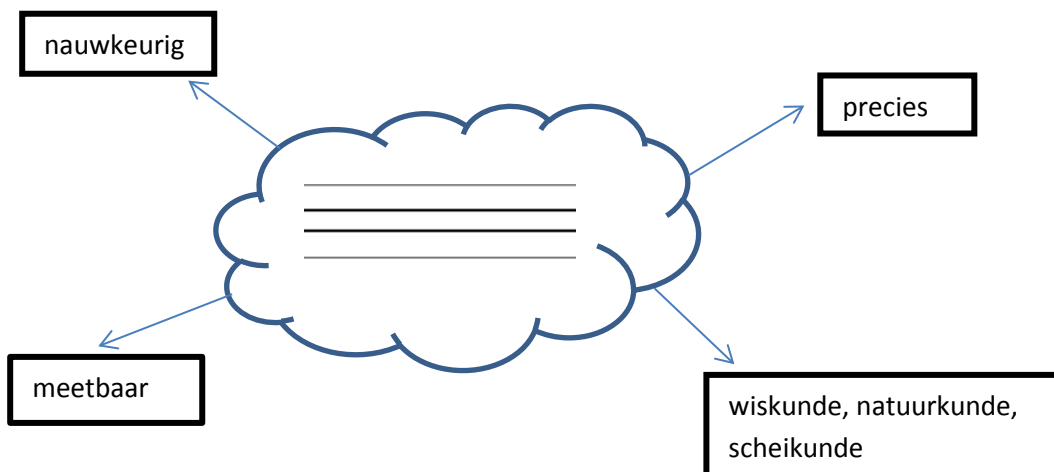 nauwkeurig
precies
meetbaar
wiskunde, natuurkunde,
scheikunde